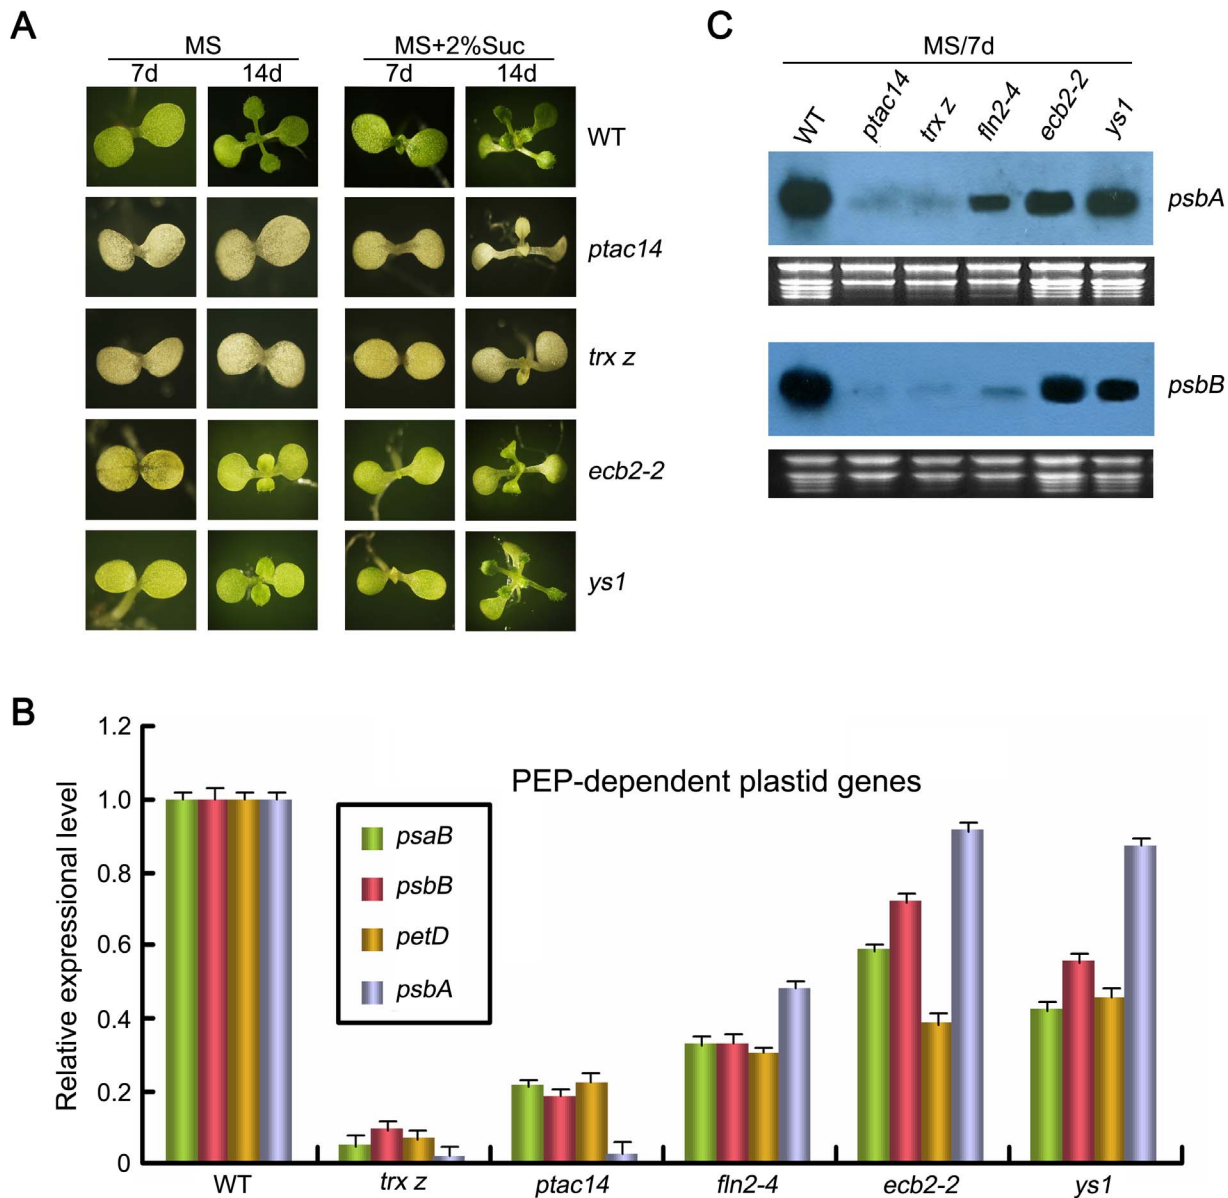 A
MS
MS+2%Suc
7d
14d
7d
14d
WT
ptac14
trx z
ecb2-2
ys1
C
MS/7d
WT
ptac14
trx z
fln2-4
ecb2-2
ys1
psbA
psbB
B
PEP-dependent plastid genes
Relative expressional level
1.2
1.0
0.8
0.6
0.4
0.2
0
psaB
psbB
petD
psbA
WT
trx z
ptac14
fln2-4
ecb2-2
ys1